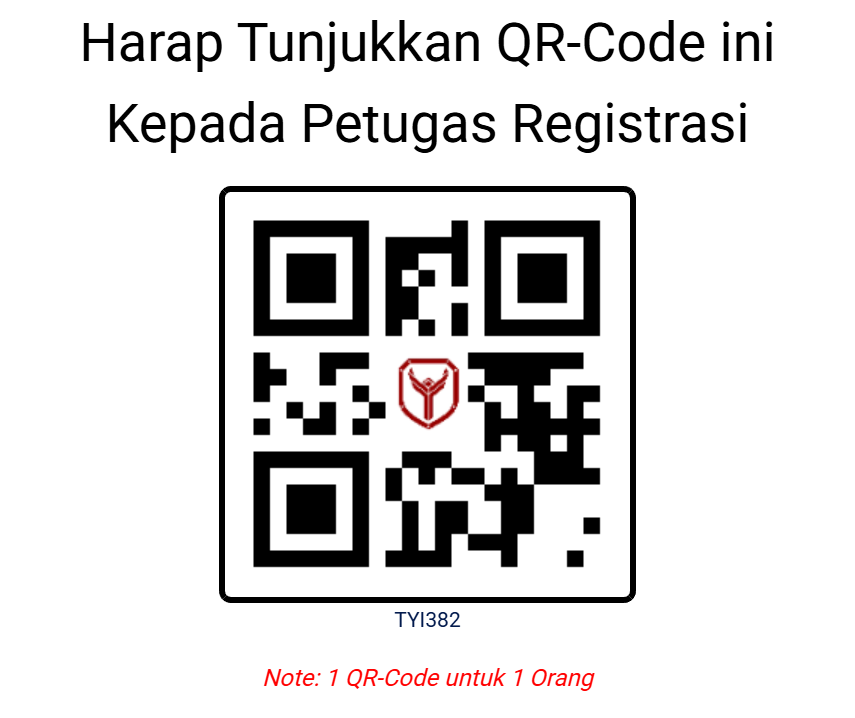 Harap Tunjukkan QR-Code ini
Kepada Petugas Registrasi
TYI382
Note: 1 QR-Code untuk 1 Orang